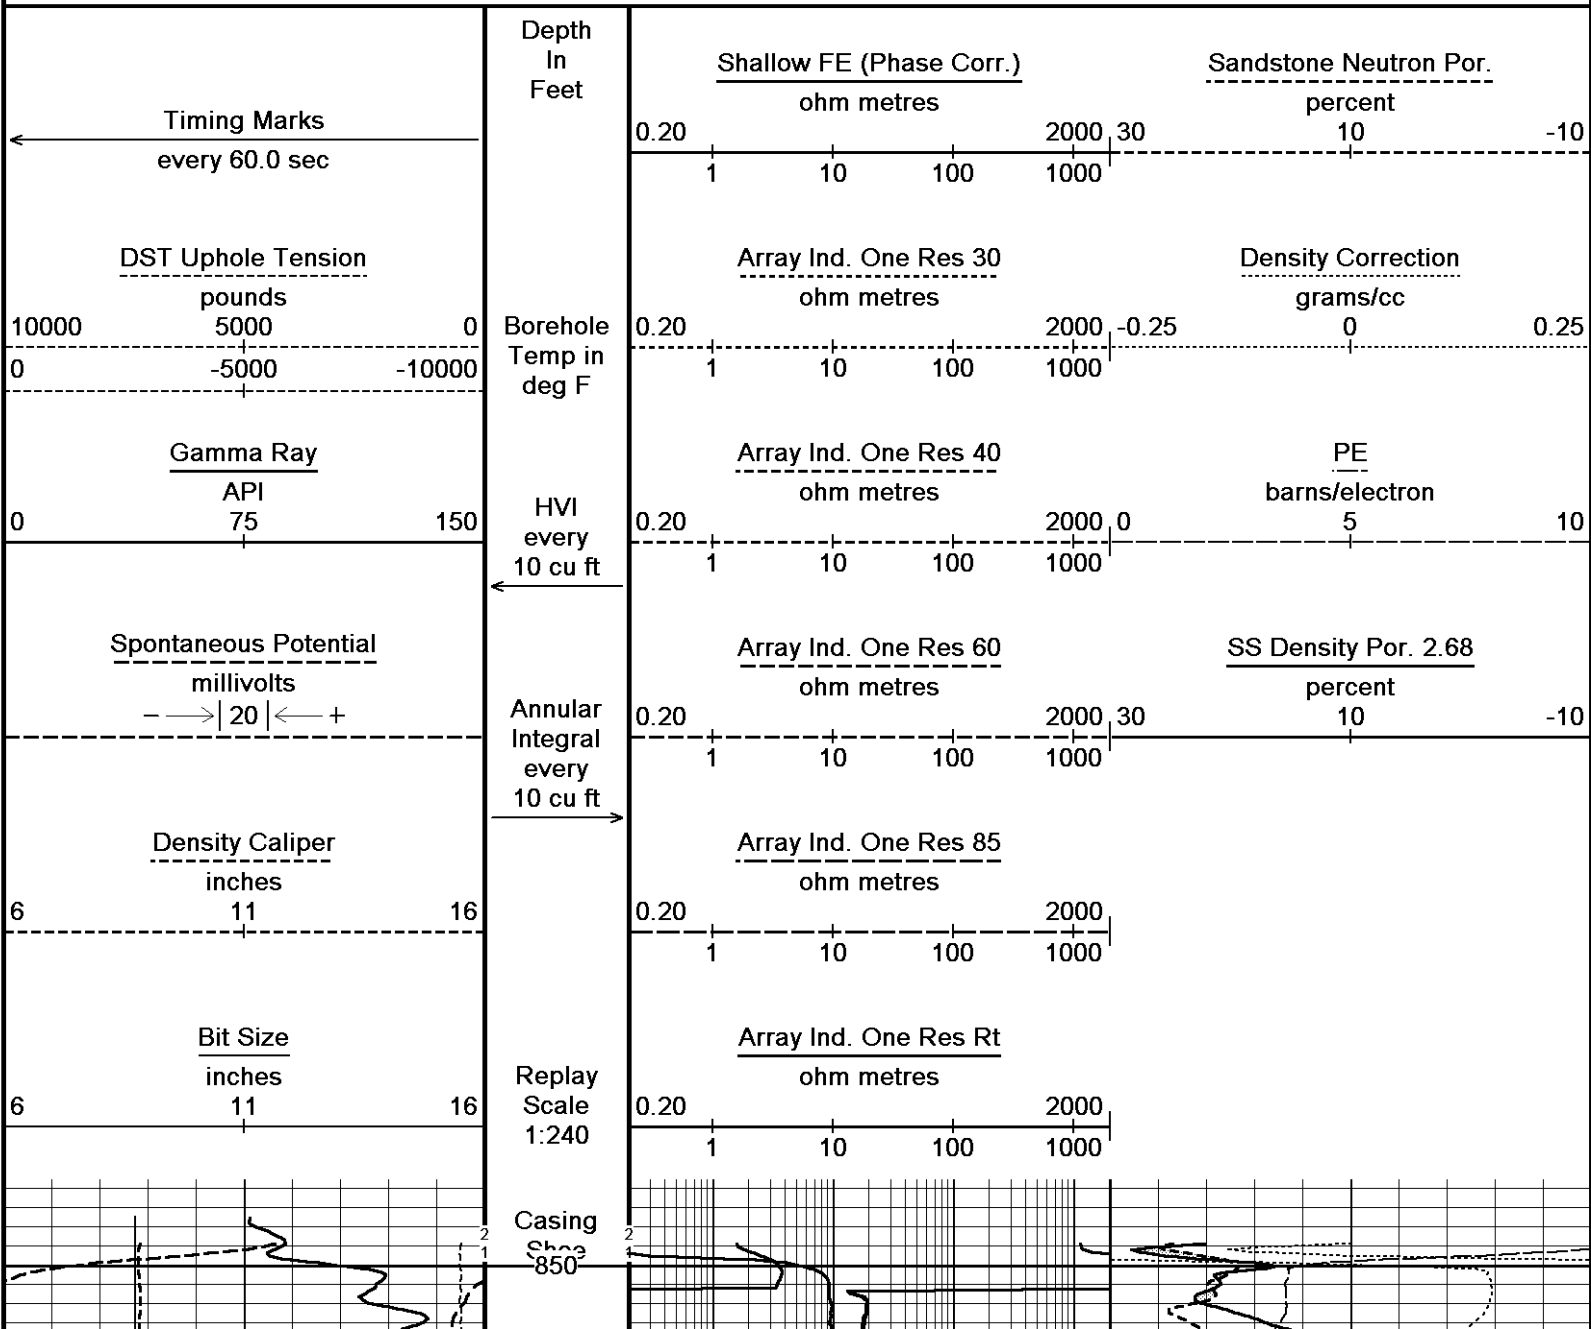 Timing Marks
every 60.0 sec
DST Uphole Tension
pounds
10000 5000 0
0 -5000 -10000
Gamma Ray
API
0 75 150
Spontaneous Potential
millivolts
− 20 +
Density Caliper
inches
6 11 16
Bit Size
inches
6 11 16
Depth
In
Feet
Borehole
Temp in
deg F
HVI
every
10 cu ft
Annular
Integral
every
10 cu ft
Replay
Scale
1:240
Casing
Shoe
850
2
1
2
1
Shallow FE (Phase Corr.)
ohm metres
0.20 2000
1 10 100 1000
Array Ind. One Res 30
ohm metres
0.20 2000
1 10 100 1000
Array Ind. One Res 40
ohm metres
0.20 2000
1 10 100 1000
Array Ind. One Res 60
ohm metres
0.20 2000
1 10 100 1000
Array Ind. One Res 85
ohm metres
0.20 2000
1 10 100 1000
Array Ind. One Res Rt
ohm metres
0.20 2000
1 10 100 1000
Sandstone Neutron Por.
percent
30 10 -10
Density Correction
grams/cc
-0.25 0 0.25
PE
barns/electron
0 5 10
SS Density Por. 2.68
percent
30 10 -10